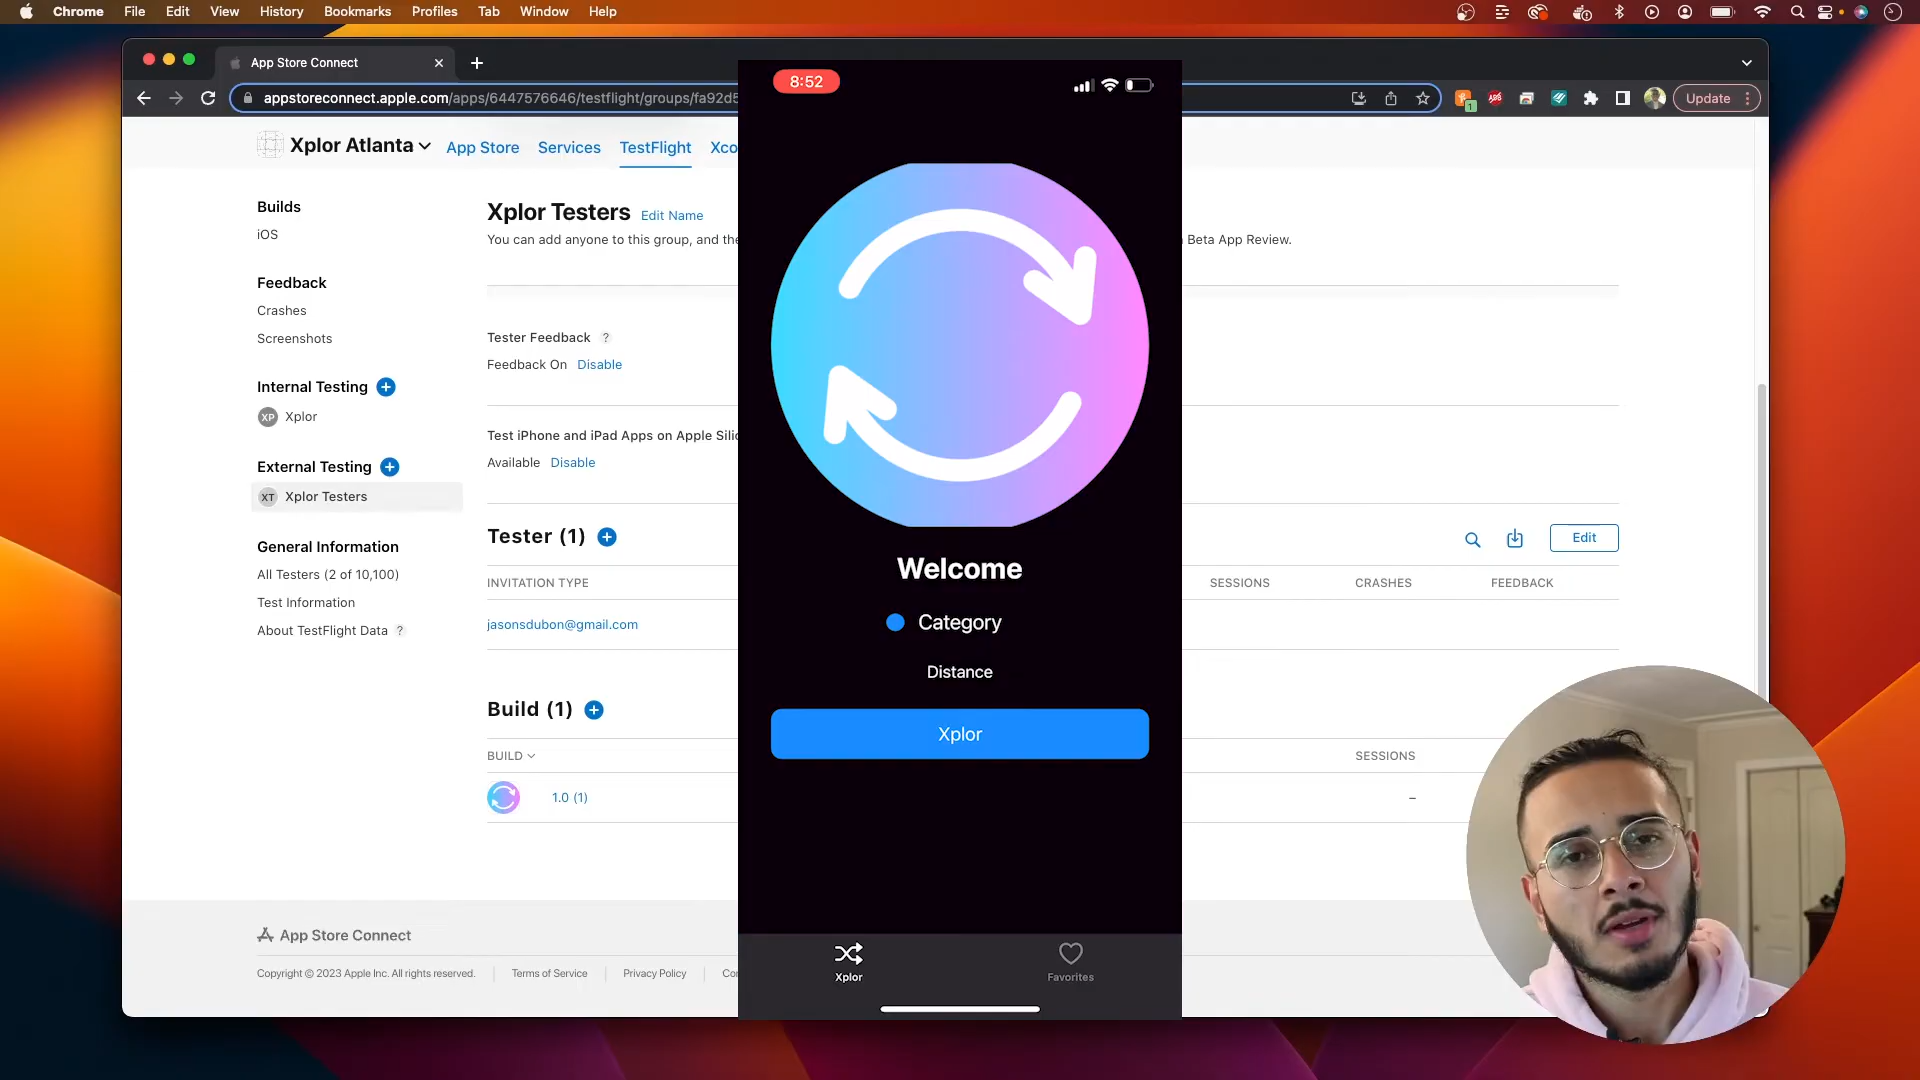 Chrome File Edit View History Bookmarks Profiles Tab Window Help
App Store Connect
appstoreconnect.apple.com/apps/6447576646/testflight/groups/fa92d5
ABS
1
Update
Xplor Atlanta App Store Services TestFlight Xco
Builds
iOS
Feedback
Crashes
Screenshots
Internal Testing
XP Xplor
External Testing
XT Xplor Testers
General Information
All Testers (2 of 10,100)
Test Information
About TestFlight Data ?
Xplor Testers Edit Name
You can add anyone to this group, and the
Beta App Review.
Tester Feedback ?
Feedback On Disable
Test iPhone and iPad Apps on Apple Silic
Available Disable
Tester (1)
Edit
INVITATION TYPE
SESSIONS CRASHES FEEDBACK
jasonsdubon@gmail.com
Build (1)
BUILD
SESSIONS
1.0 (1)
–
8:52
Welcome
Category
Distance
Xplor
Xplor
Favorites
App Store Connect
Copyright © 2023 Apple Inc. All rights reserved. Terms of Service Privacy Policy Co